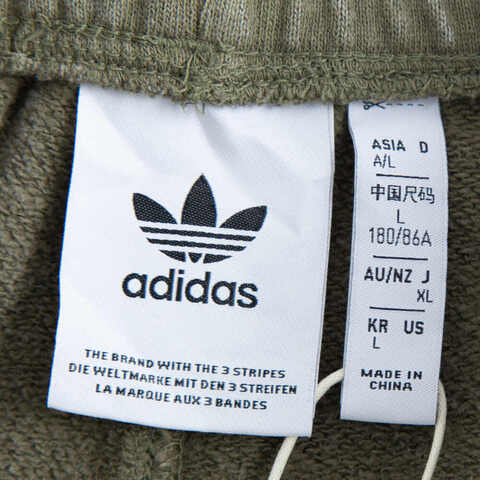 adidas
THE BRAND WITH THE 3 STRIPES
DIE WELTMARKE MIT DEN 3 STREIFEN
LA MARQUE AUX 3 BANDES
ASIA D
A/L
中国尺码
L
180/86A
AU/NZ J
XL
KR US
L
MADE IN
CHINA